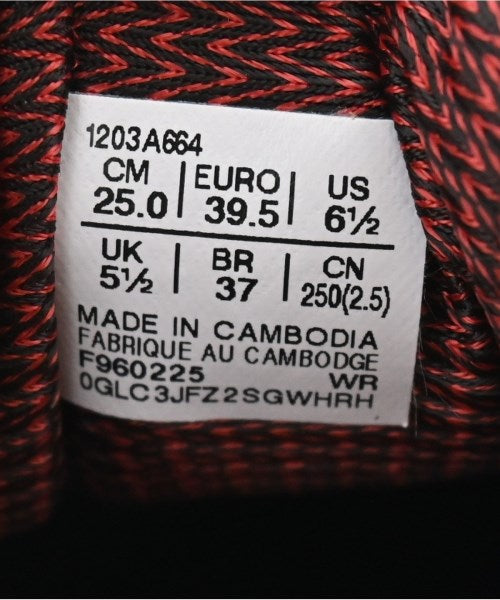 1203A664
CM | EURO | US
25.0 | 39.5 | 6½
UK | BR | CN
5½ | 37 | 250(2.5)
MADE IN CAMBODIA
FABRIQUE AU CAMBODGE
F960225 WR
0GLC3JFZ2SGWHRH